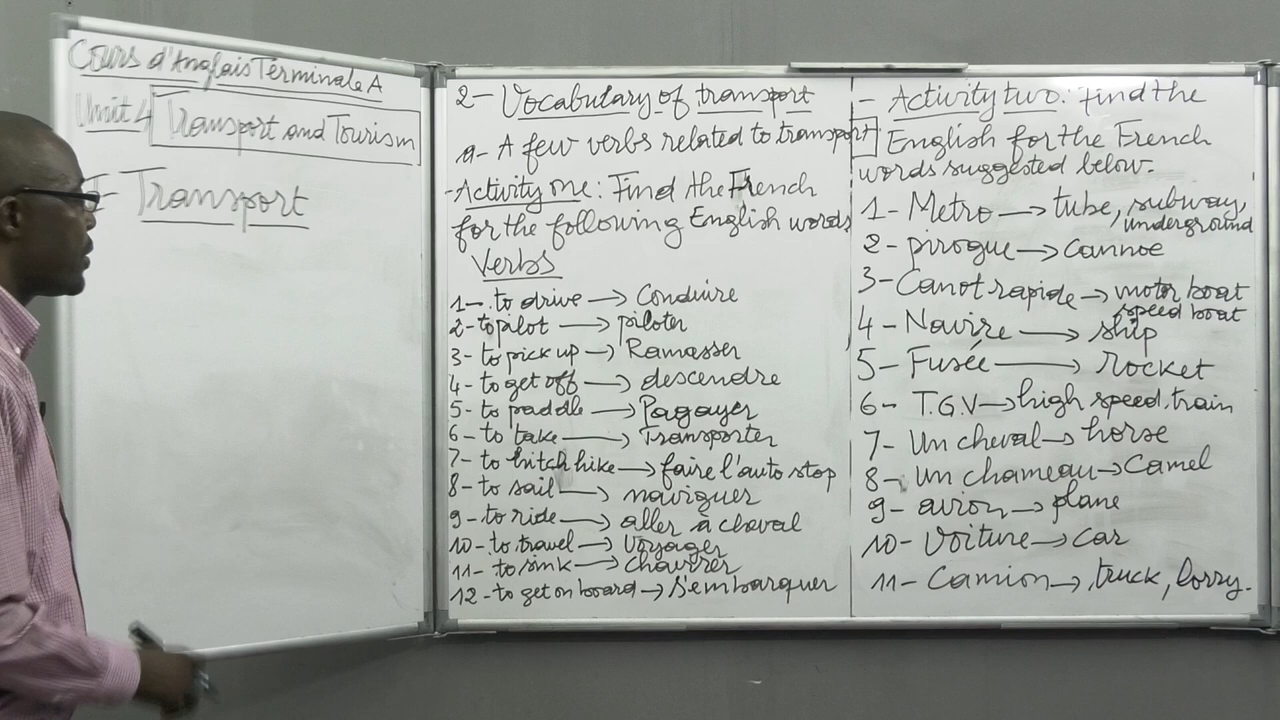 Cours d'Anglais Terminale A
Unit 4 Transport and Tourism
I- Transport
2- Vocabulary of transport
a- A few verbs related to transport
- Activity one: Find the French
for the following English words
Verbs
1- to drive → Conduire
2- to pilot → piloter
3- to pick up → Ramasser
4- to get off → descendre
5- to paddle → Pagayer
6- to take → Transporter
7- to hitch hike → faire l'auto stop
8- to sail → naviguer
9- to ride → aller à cheval
10- to travel → Voyager
11- to sink →
12- to get on board → S'embarquer
- Activity two: find the
English for the French
words suggested below.
1- Metro → tube, subway,
underground
2- pirogue → cannoe
3- Canot rapide → motor boat
speed boat
4- Navire → ship
5- Fusée → rocket
6- T.G.V → high speed train
7- Un cheval → horse
8- un chameau → Camel
9- avion → plane
10- Voiture → car
11- Camion → truck, lorry.